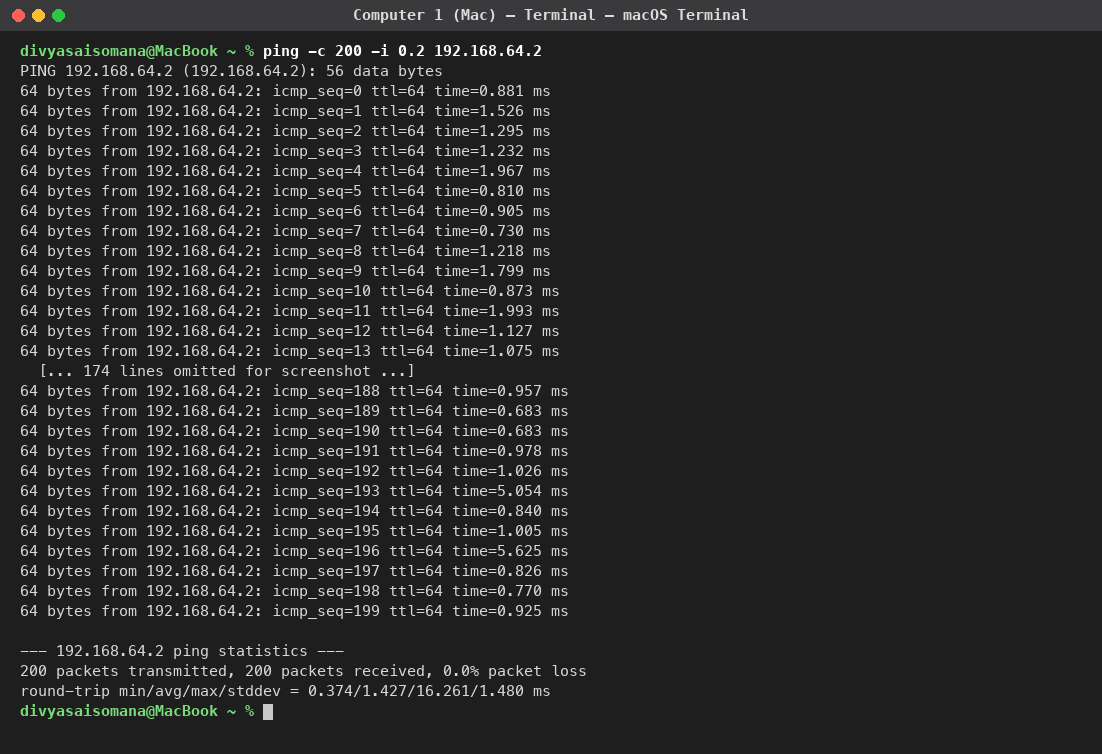 Computer 1 (Mac) — Terminal — macOS Terminal
divyasaisomana@MacBook ~ % ping -c 200 -i 0.2 192.168.64.2
PING 192.168.64.2 (192.168.64.2): 56 data bytes
64 bytes from 192.168.64.2: icmp_seq=0 ttl=64 time=0.881 ms
64 bytes from 192.168.64.2: icmp_seq=1 ttl=64 time=1.526 ms
64 bytes from 192.168.64.2: icmp_seq=2 ttl=64 time=1.295 ms
64 bytes from 192.168.64.2: icmp_seq=3 ttl=64 time=1.232 ms
64 bytes from 192.168.64.2: icmp_seq=4 ttl=64 time=1.967 ms
64 bytes from 192.168.64.2: icmp_seq=5 ttl=64 time=0.810 ms
64 bytes from 192.168.64.2: icmp_seq=6 ttl=64 time=0.905 ms
64 bytes from 192.168.64.2: icmp_seq=7 ttl=64 time=0.730 ms
64 bytes from 192.168.64.2: icmp_seq=8 ttl=64 time=1.218 ms
64 bytes from 192.168.64.2: icmp_seq=9 ttl=64 time=1.799 ms
64 bytes from 192.168.64.2: icmp_seq=10 ttl=64 time=0.873 ms
64 bytes from 192.168.64.2: icmp_seq=11 ttl=64 time=1.993 ms
64 bytes from 192.168.64.2: icmp_seq=12 ttl=64 time=1.127 ms
64 bytes from 192.168.64.2: icmp_seq=13 ttl=64 time=1.075 ms
[... 174 lines omitted for screenshot ...]
64 bytes from 192.168.64.2: icmp_seq=188 ttl=64 time=0.957 ms
64 bytes from 192.168.64.2: icmp_seq=189 ttl=64 time=0.683 ms
64 bytes from 192.168.64.2: icmp_seq=190 ttl=64 time=0.683 ms
64 bytes from 192.168.64.2: icmp_seq=191 ttl=64 time=0.978 ms
64 bytes from 192.168.64.2: icmp_seq=192 ttl=64 time=1.026 ms
64 bytes from 192.168.64.2: icmp_seq=193 ttl=64 time=5.054 ms
64 bytes from 192.168.64.2: icmp_seq=194 ttl=64 time=0.840 ms
64 bytes from 192.168.64.2: icmp_seq=195 ttl=64 time=1.005 ms
64 bytes from 192.168.64.2: icmp_seq=196 ttl=64 time=5.625 ms
64 bytes from 192.168.64.2: icmp_seq=197 ttl=64 time=0.826 ms
64 bytes from 192.168.64.2: icmp_seq=198 ttl=64 time=0.770 ms
64 bytes from 192.168.64.2: icmp_seq=199 ttl=64 time=0.925 ms
--- 192.168.64.2 ping statistics ---
200 packets transmitted, 200 packets received, 0.0% packet loss
round-trip min/avg/max/stddev = 0.374/1.427/16.261/1.480 ms
divyasaisomana@MacBook ~ %